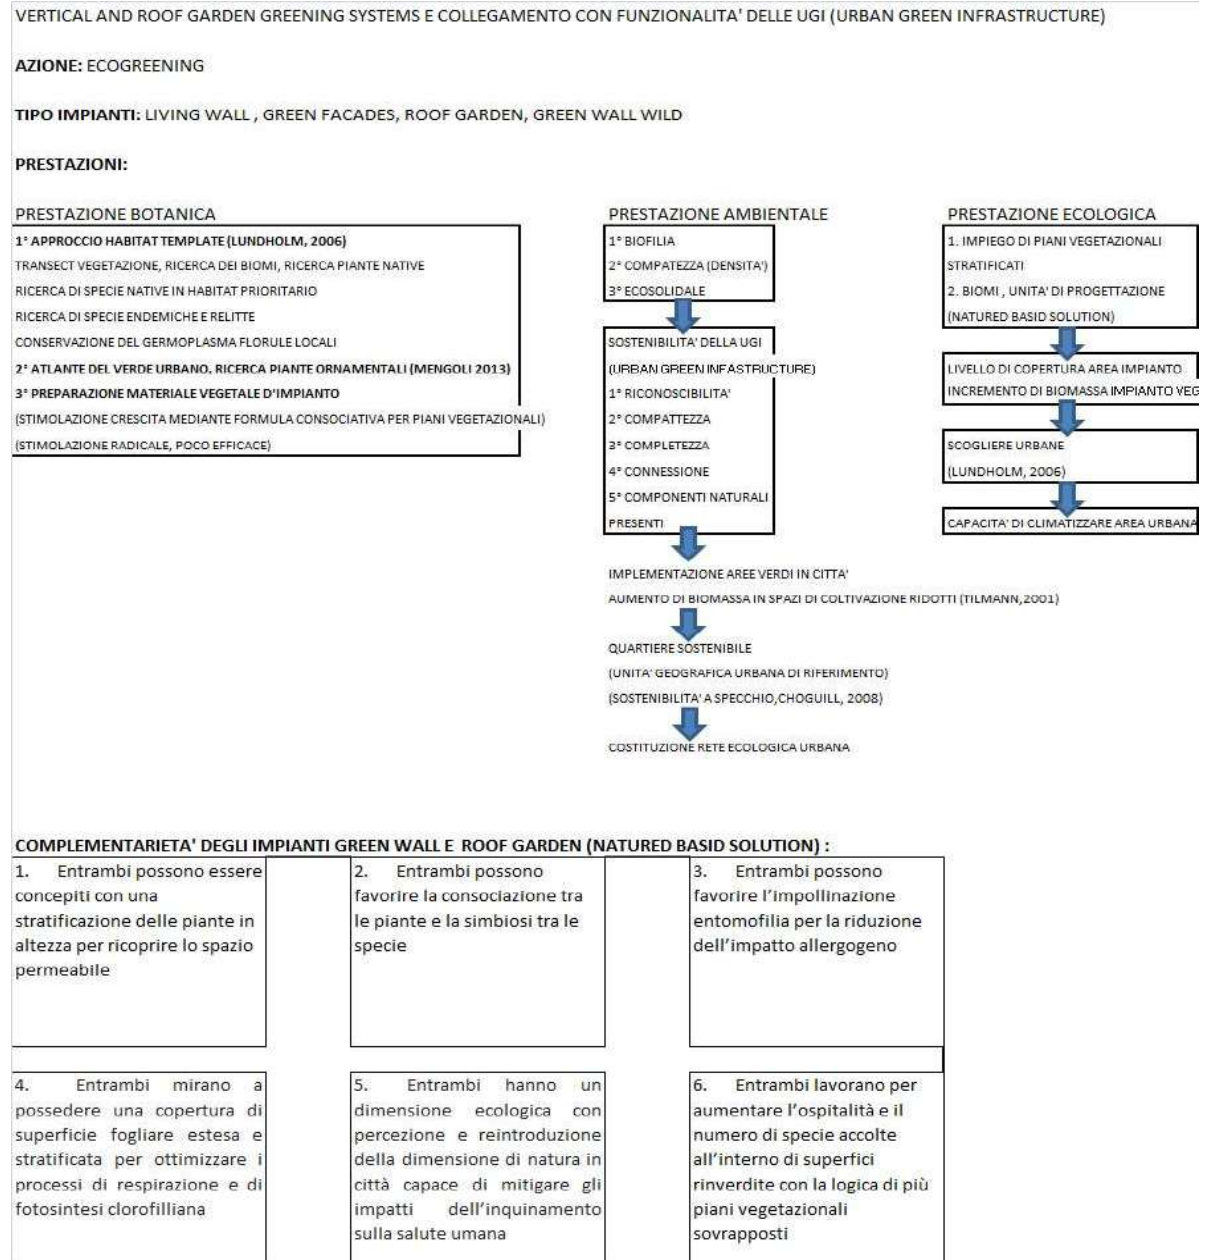 VERTICAL AND ROOF GARDEN GREENING SYSTEMS E COLLEGAMENTO CON FUNZIONALITA' DELLE UGI (URBAN GREEN INFRASTRUCTURE)
AZIONE: ECOGREENING
TIPO IMPIANTI: LIVING WALL , GREEN FACADES, ROOF GARDEN, GREEN WALL WILD
PRESTAZIONI:
PRESTAZIONE BOTANICA
1° APPROCCIO HABITAT TEMPLATE (LUNDHOLM, 2006)
TRANSECT VEGETAZIONE, RICERCA DEI BIOMI, RICERCA PIANTE NATIVE
RICERCA DI SPECIE NATIVE IN HABITAT PRIORITARIO
RICERCA DI SPECIE ENDEMICHE E RELITTE
CONSERVAZIONE DEL GERMOPLASMA FLORULE LOCALI
2° ATLANTE DEL VERDE URBANO. RICERCA PIANTE ORNAMENTALI (MENGOLI 2013)
3° PREPARAZIONE MATERIALE VEGETALE D'IMPIANTO
(STIMOLAZIONE CRESCITA MEDIANTE FORMULA CONSOCIATIVA PER PIANI VEGETAZIONALI)
(STIMOLAZIONE RADICALE, POCO EFFICACE)
PRESTAZIONE AMBIENTALE
1° BIOFILIA
2° COMPATEZZA (DENSITA')
3° ECOSOLIDALE
SOSTENIBILITA' DELLA UGI
(URBAN GREEN INFASTRUCTURE)
1° RICONOSCIBILITA'
2° COMPATTEZZA
3° COMPLETEZZA
4° CONNESSIONE
5° COMPONENTI NATURALI
PRESENTI
IMPLEMENTAZIONE AREE VERDI IN CITTA'
AUMENTO DI BIOMASSA IN SPAZI DI COLTIVAZIONE RIDOTTI (TILMANN,2001)
QUARTIERE SOSTENIBILE
(UNITA' GEOGRAFICA URBANA DI RIFERIMENTO)
(SOSTENIBILITA' A SPECCHIO,CHOGUILL, 2008)
COSTITUZIONE RETE ECOLOGICA URBANA
PRESTAZIONE ECOLOGICA
1. IMPIEGO DI PIANI VEGETAZIONALI
STRATIFICATI
2. BIOMI , UNITA' DI PROGETTAZIONE
(NATURED BASID SOLUTION)
LIVELLO DI COPERTURA AREA IMPIANTO
INCREMENTO DI BIOMASSA IMPIANTO VEG
SCOGLIERE URBANE
(LUNDHOLM, 2006)
CAPACITA' DI CLIMATIZZARE AREA URBANA
COMPLEMENTARIETA' DEGLI IMPIANTI GREEN WALL E ROOF GARDEN (NATURED BASID SOLUTION) :
1. Entrambi possono essere
concepiti con una
stratificazione delle piante in
altezza per ricoprire lo spazio
permeabile
2. Entrambi possono
favorire la consociazione tra
le piante e la simbiosi tra le
specie
3. Entrambi possono
favorire l'impollinazione
entomofilia per la riduzione
dell'impatto allergogeno
4. Entrambi mirano a
possedere una copertura di
superficie fogliare estesa e
stratificata per ottimizzare i
processi di respirazione e di
fotosintesi clorofilliana
5. Entrambi hanno un
dimensione ecologica con
percezione e reintroduzione
della dimensione di natura in
città capace di mitigare gli
impatti dell'inquinamento
sulla salute umana
6. Entrambi lavorano per
aumentare l'ospitalità e il
numero di specie accolte
all'interno di superfici
rinverdite con la logica di più
piani vegetazionali
sovrapposti